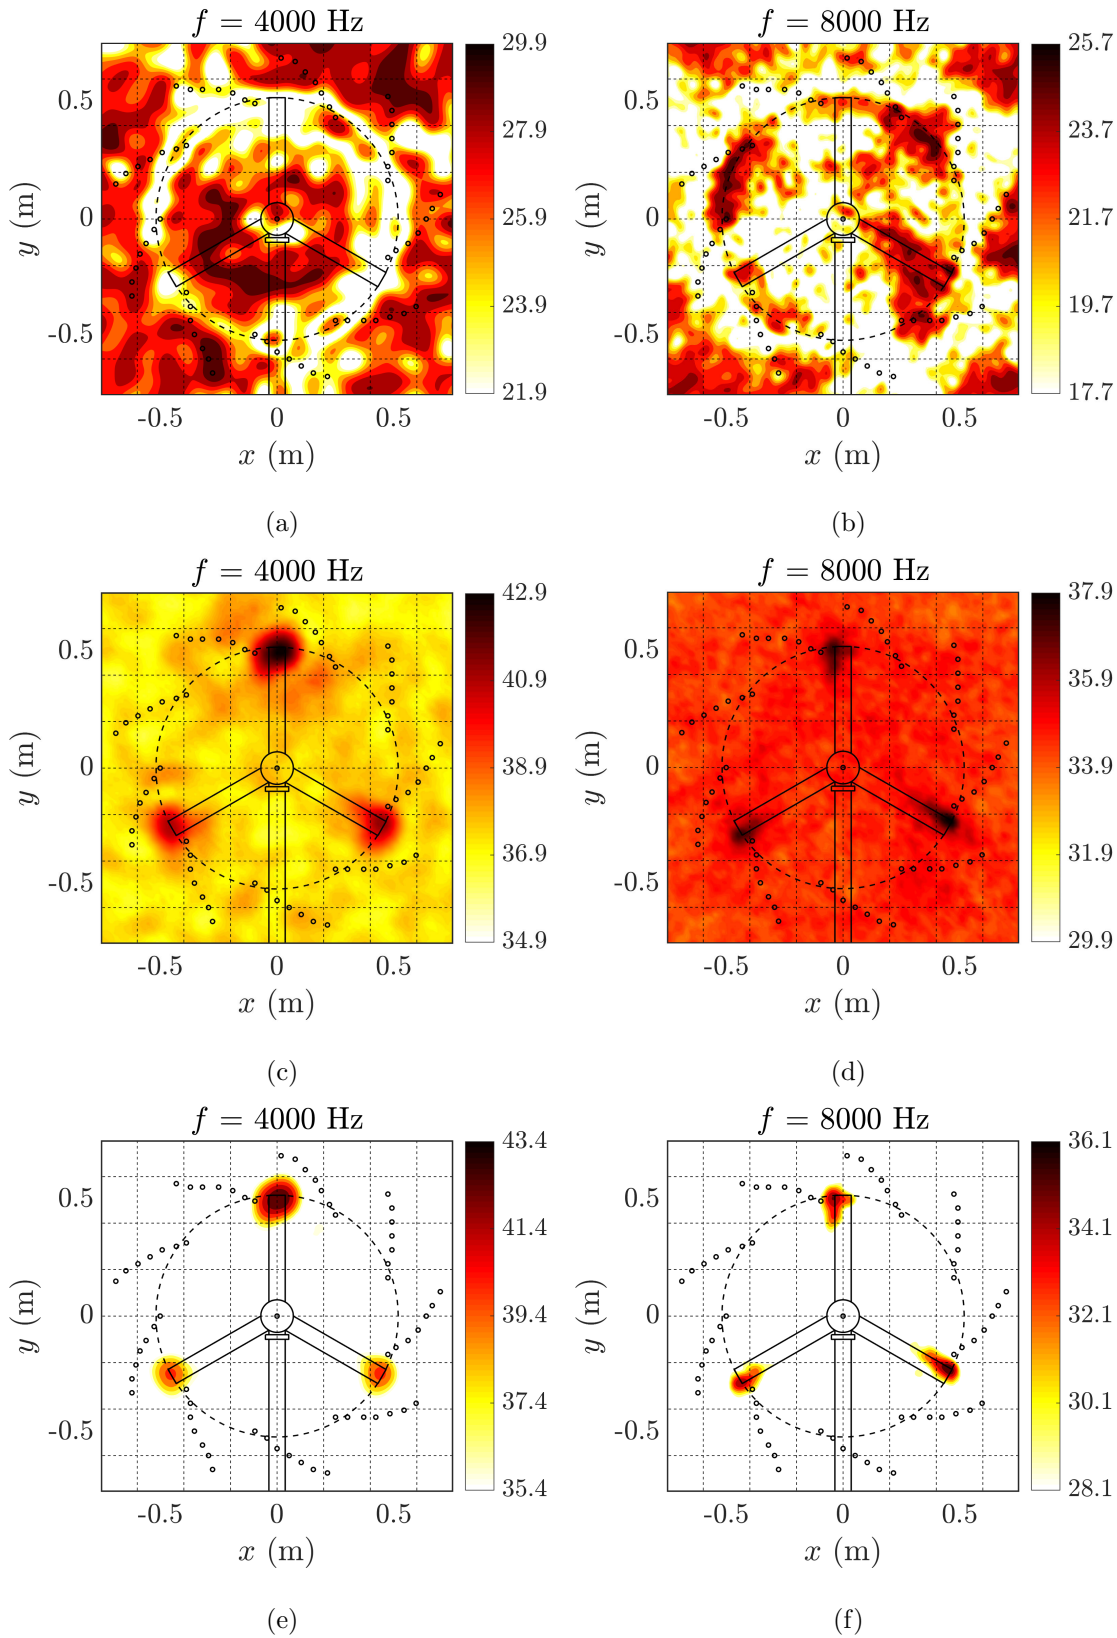 f = 4000 Hz
29.9
27.9
25.9
23.9
21.9
0.5
0
-0.5
y (m)
-0.5 0 0.5
x (m)
(a)
f = 8000 Hz
25.7
23.7
21.7
19.7
17.7
0.5
0
-0.5
y (m)
-0.5 0 0.5
x (m)
(b)
f = 4000 Hz
42.9
40.9
38.9
36.9
34.9
0.5
0
-0.5
y (m)
-0.5 0 0.5
x (m)
(c)
f = 8000 Hz
37.9
35.9
33.9
31.9
29.9
0.5
0
-0.5
y (m)
-0.5 0 0.5
x (m)
(d)
f = 4000 Hz
43.4
41.4
39.4
37.4
35.4
0.5
0
-0.5
y (m)
-0.5 0 0.5
x (m)
(e)
f = 8000 Hz
36.1
34.1
32.1
30.1
28.1
0.5
0
-0.5
y (m)
-0.5 0 0.5
x (m)
(f)